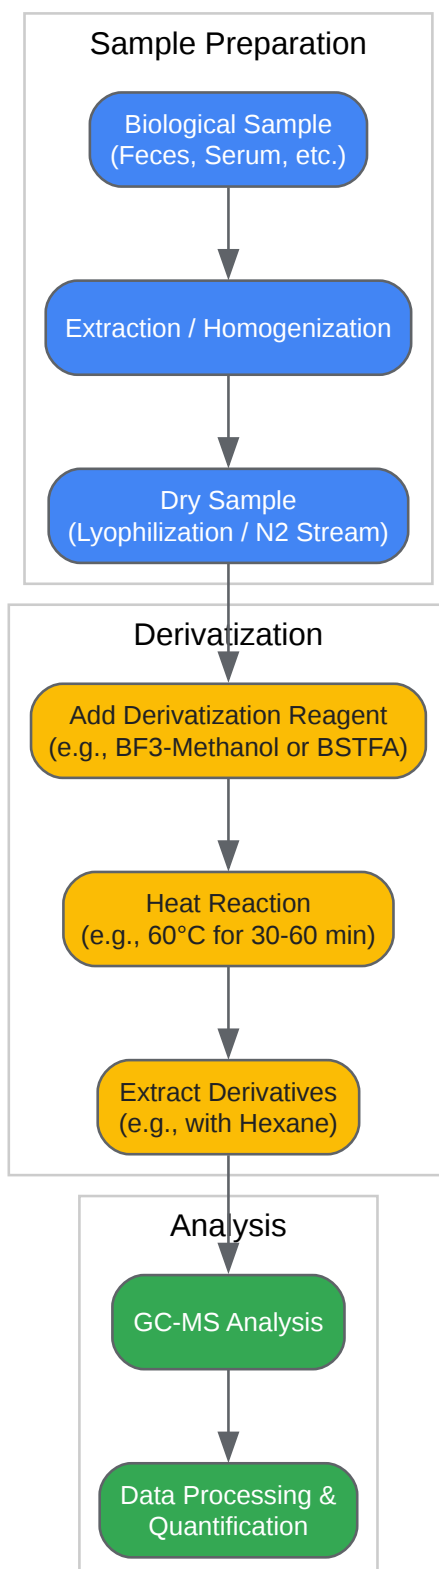 Sample Preparation
Biological Sample
(Feces, Serum, etc.)
Extraction / Homogenization
Dry Sample
(Lyophilization / N2 Stream)
Derivatization
Add Derivatization Reagent
(e.g., BF3-Methanol or BSTFA)
Heat Reaction
(e.g., 60°C for 30-60 min)
Extract Derivatives
(e.g., with Hexane)
Analysis
GC-MS Analysis
Data Processing &
Quantification